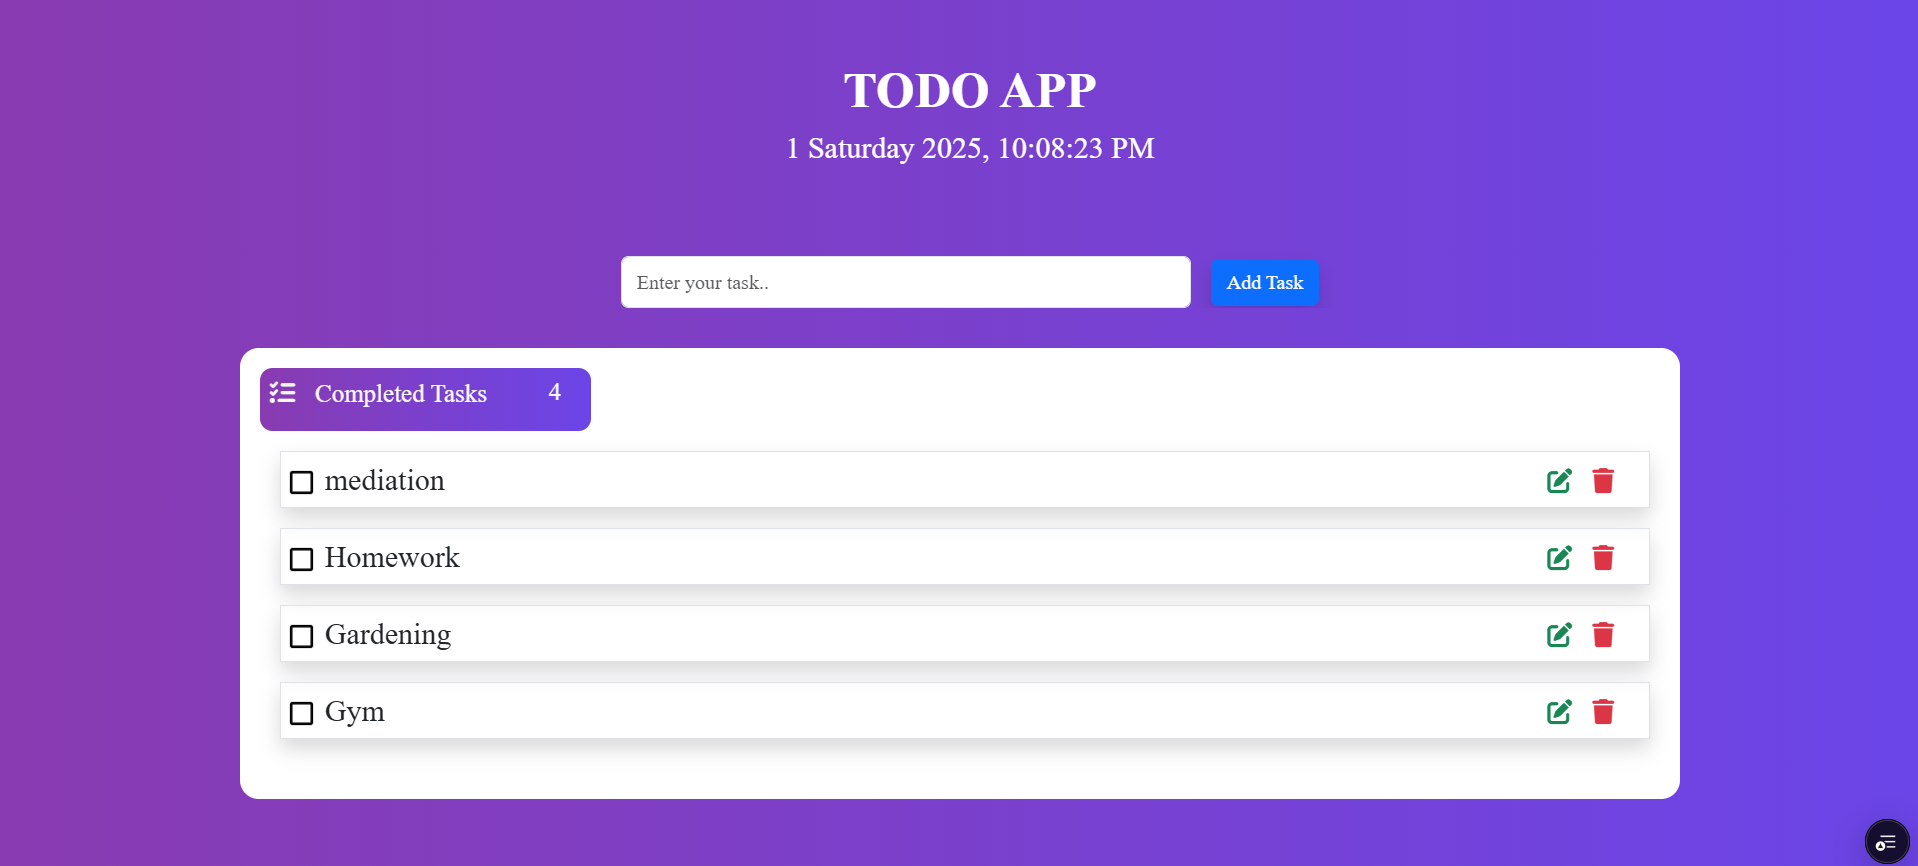 TODO APP
1 Saturday 2025, 10:08:23 PM
Enter your task..
Add Task
Completed Tasks 4
mediation
Homework
Gardening
Gym